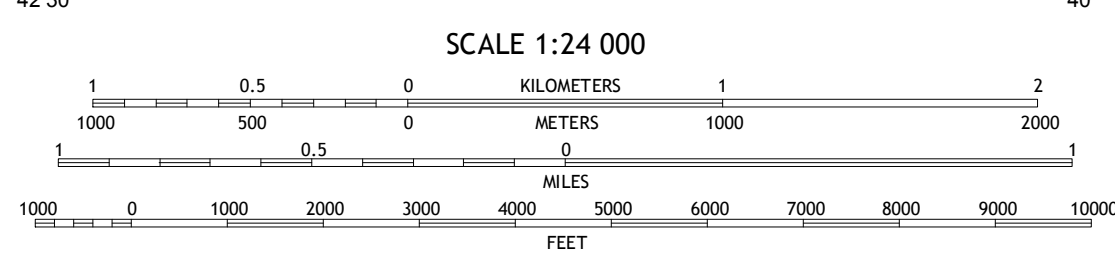 42'30" 40'
SCALE 1:24 000
1 0.5 0 KILOMETERS 1 2
1000 500 0 METERS 1000 2000
1 0.5 0 1
MILES
1000 0 1000 2000 3000 4000 5000 6000 7000 8000 9000 10000
FEET